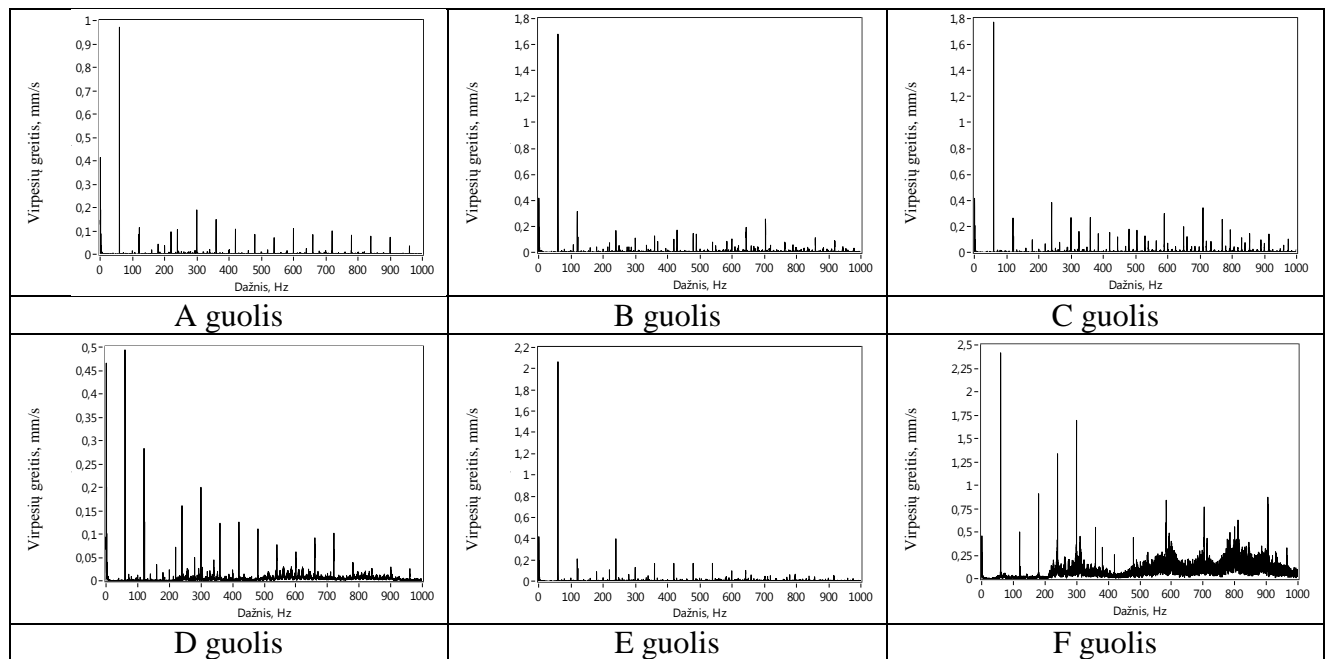 Virpesių greitis, mm/s
1
0,9
0,8
0,7
0,6
0,5
0,4
0,3
0,2
0,1
0
0 100 200 300 400 500 600 700 800 900 1000
Dažnis, Hz
A guolis
Virpesių greitis, mm/s
1,8
1,6
1,4
1,2
1
0,8
0,6
0,4
0,2
0
0 100 200 300 400 500 600 700 800 900 1000
Dažnis, Hz
B guolis
Virpesių greitis, mm/s
1,8
1,6
1,4
1,2
1
0,8
0,6
0,4
0,2
0
0 100 200 300 400 500 600 700 800 900 1000
Dažnis, Hz
C guolis
Virpesių greitis, mm/s
0,5
0,45
0,4
0,35
0,3
0,25
0,2
0,15
0,1
0,05
0
0 100 200 300 400 500 600 700 800 900 1000
Dažnis, Hz
D guolis
Virpesių greitis, mm/s
2,2
2
1,8
1,6
1,4
1,2
1
0,8
0,6
0,4
0,2
0
0 100 200 300 400 500 600 700 800 900 1000
Dažnis, Hz
E guolis
Virpesių greitis, mm/s
2,5
2,25
2
1,75
1,5
1,25
1
0,75
0,5
0,25
0
0 100 200 300 400 500 600 700 800 900 1000
Dažnis, Hz
F guolis